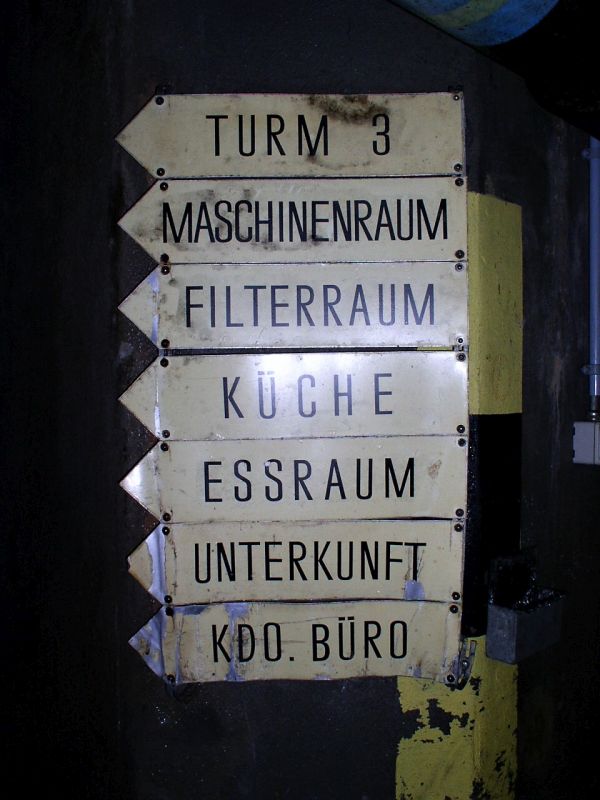 TURM 3
MASCHINENRAUM
FILTERRAUM
KÜCHE
ESSRAUM
UNTERKUNFT
KDO. BÜRO